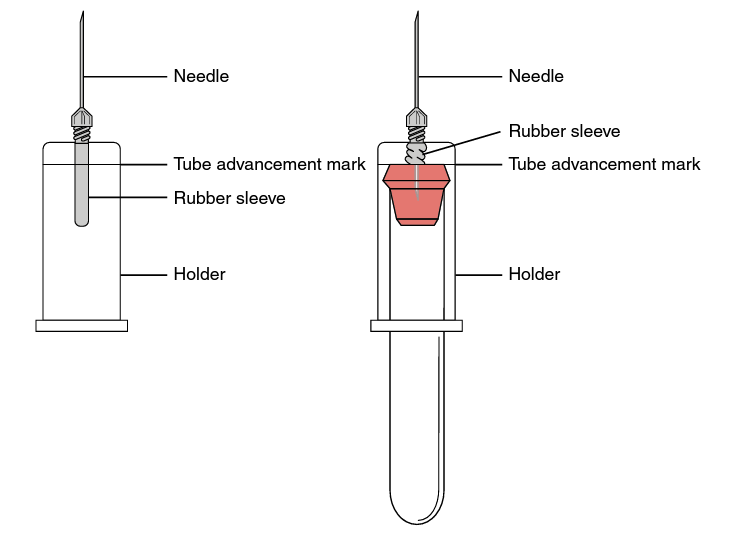 Needle
Tube advancement mark
Rubber sleeve
Holder
Needle
Rubber sleeve
Tube advancement mark
Holder